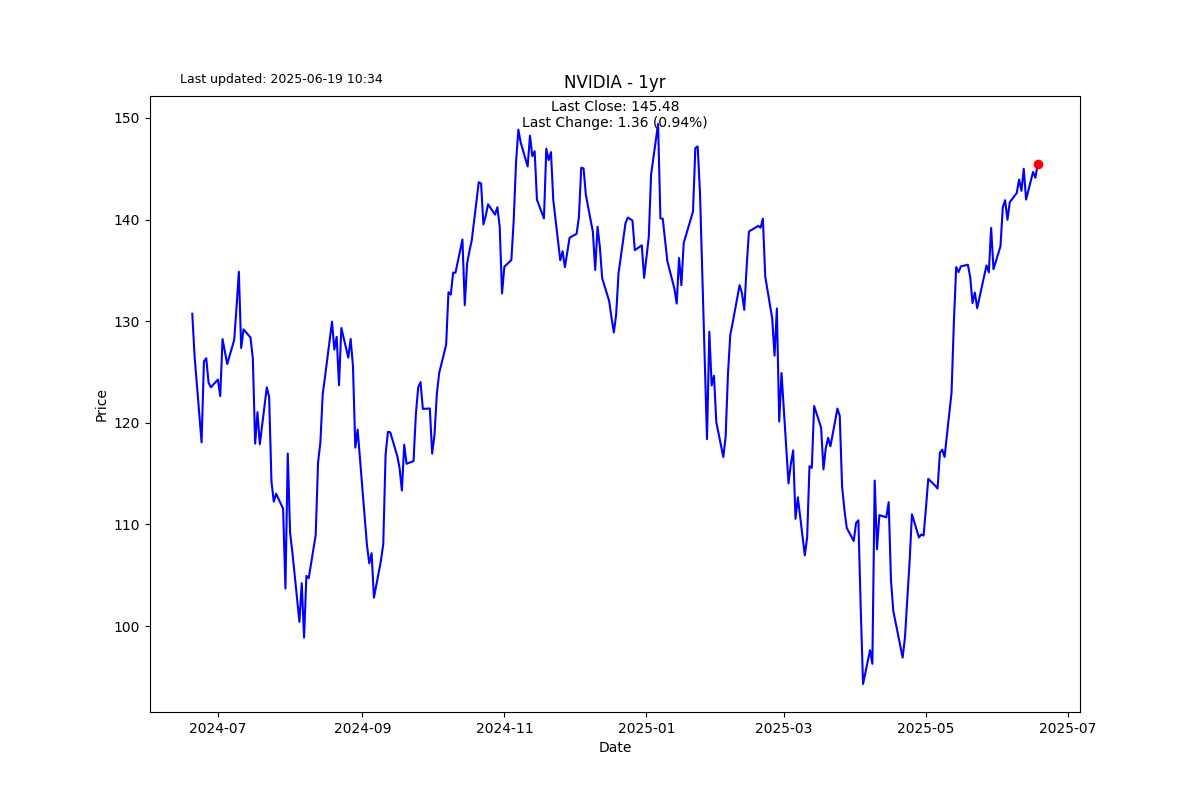 Last updated: 2025-06-19 10:34
NVIDIA - 1yr
Last Close: 145.48
Last Change: 1.36 (0.94%)
150
140
130
120
110
100
Price
2024-07
2024-09
2024-11
2025-01
2025-03
2025-05
2025-07
Date